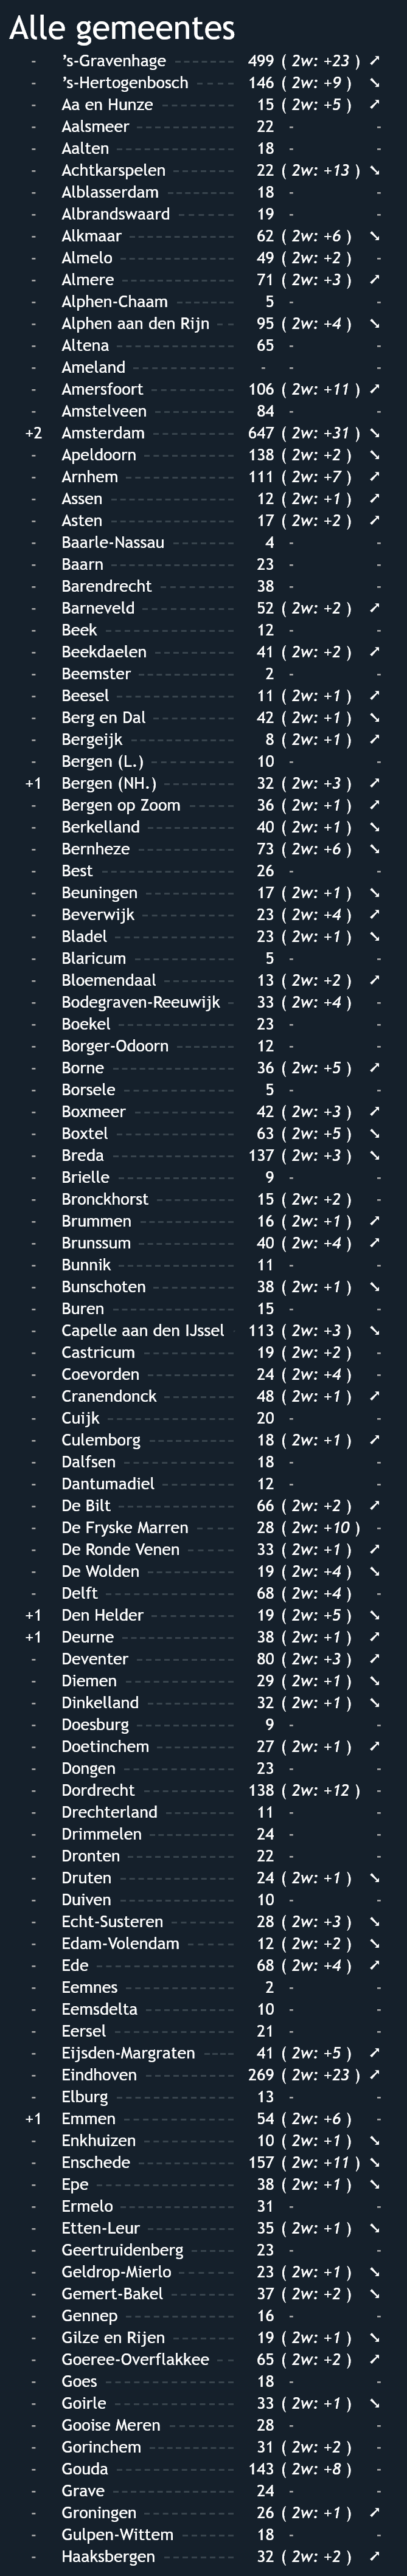 Alle gemeentes
- ’s-Gravenhage 499 ( 2w: +23 ) ➚
- ’s-Hertogenbosch 146 ( 2w: +9 ) ➘
- Aa en Hunze 15 ( 2w: +5 ) ➚
- Aalsmeer 22 - -
- Aalten 18 - -
- Achtkarspelen 22 ( 2w: +13 ) ➘
- Alblasserdam 18 - -
- Albrandswaard 19 - -
- Alkmaar 62 ( 2w: +6 ) ➘
- Almelo 49 ( 2w: +2 ) -
- Almere 71 ( 2w: +3 ) ➚
- Alphen-Chaam 5 - -
- Alphen aan den Rijn 95 ( 2w: +4 ) ➘
- Altena 65 - -
- Ameland - - -
- Amersfoort 106 ( 2w: +11 ) ➚
- Amstelveen 84 - -
+2 Amsterdam 647 ( 2w: +31 ) ➘
- Apeldoorn 138 ( 2w: +2 ) ➘
- Arnhem 111 ( 2w: +7 ) ➚
- Assen 12 ( 2w: +1 ) ➚
- Asten 17 ( 2w: +2 ) ➚
- Baarle-Nassau 4 - -
- Baarn 23 - -
- Barendrecht 38 - -
- Barneveld 52 ( 2w: +2 ) ➚
- Beek 12 - -
- Beekdaelen 41 ( 2w: +2 ) ➚
- Beemster 2 - -
- Beesel 11 ( 2w: +1 ) ➚
- Berg en Dal 42 ( 2w: +1 ) ➘
- Bergeijk 8 ( 2w: +1 ) ➚
- Bergen (L.) 10 - -
+1 Bergen (NH.) 32 ( 2w: +3 ) ➚
- Bergen op Zoom 36 ( 2w: +1 ) ➚
- Berkelland 40 ( 2w: +1 ) ➘
- Bernheze 73 ( 2w: +6 ) ➘
- Best 26 - -
- Beuningen 17 ( 2w: +1 ) ➘
- Beverwijk 23 ( 2w: +4 ) ➚
- Bladel 23 ( 2w: +1 ) ➘
- Blaricum 5 - -
- Bloemendaal 13 ( 2w: +2 ) ➚
- Bodegraven-Reeuwijk 33 ( 2w: +4 ) -
- Boekel 23 - -
- Borger-Odoorn 12 - -
- Borne 36 ( 2w: +5 ) ➚
- Borsele 5 - -
- Boxmeer 42 ( 2w: +3 ) ➚
- Boxtel 63 ( 2w: +5 ) ➘
- Breda 137 ( 2w: +3 ) ➘
- Brielle 9 - -
- Bronckhorst 15 ( 2w: +2 ) -
- Brummen 16 ( 2w: +1 ) ➚
- Brunssum 40 ( 2w: +4 ) ➚
- Bunnik 11 - -
- Bunschoten 38 ( 2w: +1 ) ➘
- Buren 15 - -
- Capelle aan den IJssel 113 ( 2w: +3 ) ➘
- Castricum 19 ( 2w: +2 ) -
- Coevorden 24 ( 2w: +4 ) -
- Cranendonck 48 ( 2w: +1 ) ➚
- Cuijk 20 - -
- Culemborg 18 ( 2w: +1 ) ➚
- Dalfsen 18 - -
- Dantumadiel 12 - -
- De Bilt 66 ( 2w: +2 ) ➚
- De Fryske Marren 28 ( 2w: +10 ) -
- De Ronde Venen 33 ( 2w: +1 ) ➚
- De Wolden 19 ( 2w: +4 ) ➘
- Delft 68 ( 2w: +4 ) -
+1 Den Helder 19 ( 2w: +5 ) ➘
+1 Deurne 38 ( 2w: +1 ) ➚
- Deventer 80 ( 2w: +3 ) ➚
- Diemen 29 ( 2w: +1 ) ➘
- Dinkelland 32 ( 2w: +1 ) ➘
- Doesburg 9 - -
- Doetinchem 27 ( 2w: +1 ) ➚
- Dongen 23 - -
- Dordrecht 138 ( 2w: +12 ) -
- Drechterland 11 - -
- Drimmelen 24 - -
- Dronten 22 - -
- Druten 24 ( 2w: +1 ) ➘
- Duiven 10 - -
- Echt-Susteren 28 ( 2w: +3 ) ➘
- Edam-Volendam 12 ( 2w: +2 ) ➘
- Ede 68 ( 2w: +4 ) ➚
- Eemnes 2 - -
- Eemsdelta 10 - -
- Eersel 21 - -
- Eijsden-Margraten 41 ( 2w: +5 ) ➚
- Eindhoven 269 ( 2w: +23 ) ➚
- Elburg 13 - -
+1 Emmen 54 ( 2w: +6 ) -
- Enkhuizen 10 ( 2w: +1 ) ➘
- Enschede 157 ( 2w: +11 ) ➘
- Epe 38 ( 2w: +1 ) ➘
- Ermelo 31 - -
- Etten-Leur 35 ( 2w: +1 ) ➘
- Geertruidenberg 23 - -
- Geldrop-Mierlo 23 ( 2w: +1 ) ➘
- Gemert-Bakel 37 ( 2w: +2 ) ➘
- Gennep 16 - -
- Gilze en Rijen 19 ( 2w: +1 ) ➘
- Goeree-Overflakkee 65 ( 2w: +2 ) ➚
- Goes 18 - -
- Goirle 33 ( 2w: +1 ) ➘
- Gooise Meren 28 - -
- Gorinchem 31 ( 2w: +2 ) -
- Gouda 143 ( 2w: +8 ) -
- Grave 24 - -
- Groningen 26 ( 2w: +1 ) ➚
- Gulpen-Wittem 18 - -
- Haaksbergen 32 ( 2w: +2 ) ➚